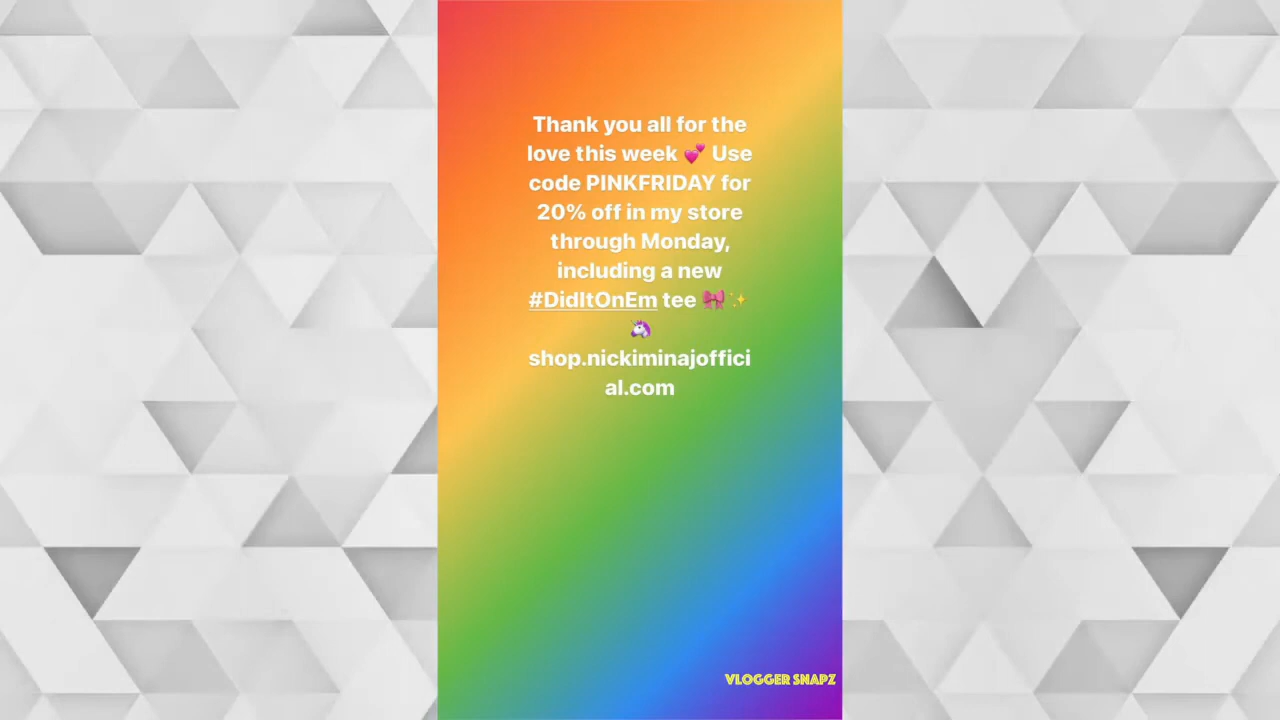 Thank you all for the
love this week 💕 Use
code PINKFRIDAY for
20% off in my store
through Monday,
including a new
#DidItOnEm tee 🎀✨
🦄
shop.nickiminajoffici
al.com
VLOGGER SNAPZ